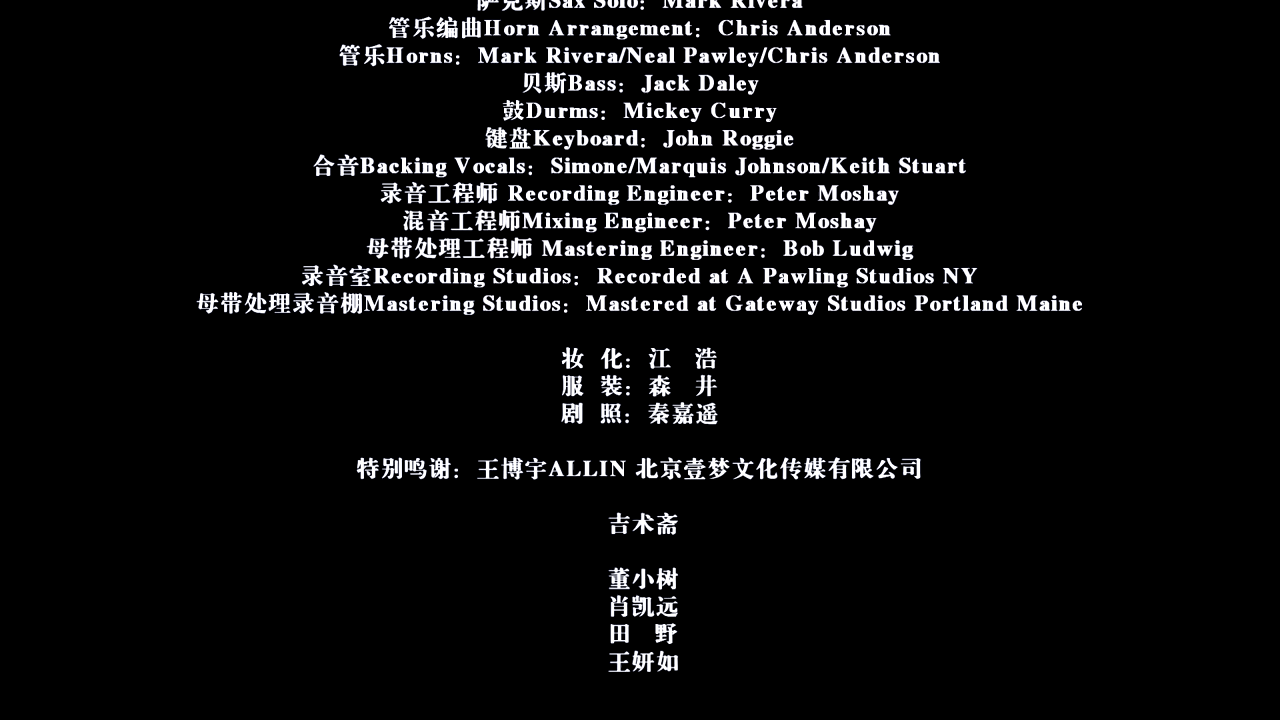 萨克斯Sax Solo：Mark Rivera
管乐编曲Horn Arrangement：Chris Anderson
管乐Horns：Mark Rivera/Neal Pawley/Chris Anderson
贝斯Bass：Jack Daley
鼓Durms：Mickey Curry
键盘Keyboard：John Roggie
合音Backing Vocals：Simone/Marquis Johnson/Keith Stuart
录音工程师 Recording Engineer：Peter Moshay
混音工程师Mixing Engineer：Peter Moshay
母带处理工程师 Mastering Engineer：Bob Ludwig
录音室Recording Studios：Recorded at A Pawling Studios NY
母带处理录音棚Mastering Studios：Mastered at Gateway Studios Portland Maine
妆 化：江 浩
服 装：森 井
剧 照：秦嘉遥
特别鸣谢：王博宇ALLIN 北京壹梦文化传媒有限公司
吉术斋
董小树
肖凯远
田 野
王妍如